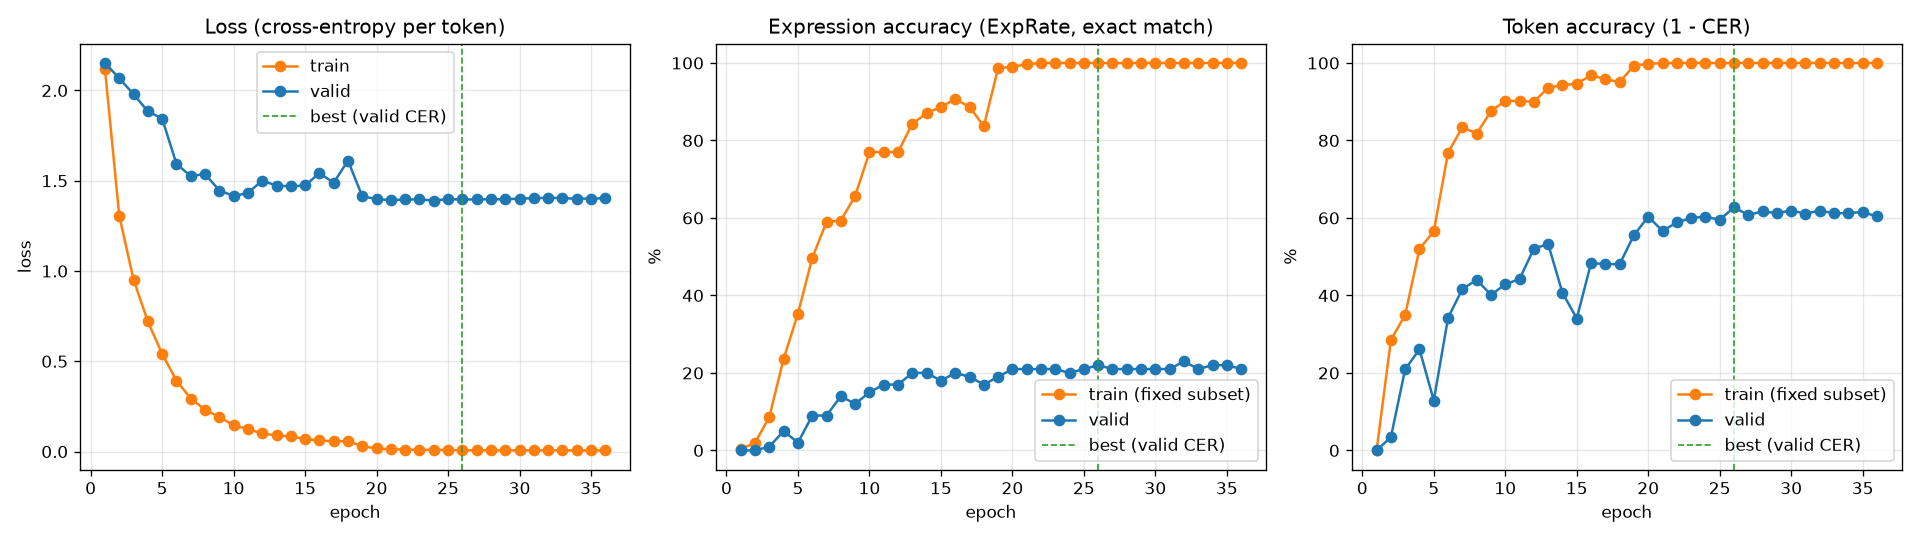 Loss (cross-entropy per token)
train
valid
best (valid CER)
2.0
1.5
1.0
0.5
0.0
loss
0 5 10 15 20 25 30 35
epoch
Expression accuracy (ExpRate, exact match)
100
80
60
40
20
0
%
train (fixed subset)
valid
best (valid CER)
0 5 10 15 20 25 30 35
epoch
Token accuracy (1 - CER)
100
80
60
40
20
0
%
train (fixed subset)
valid
best (valid CER)
0 5 10 15 20 25 30 35
epoch